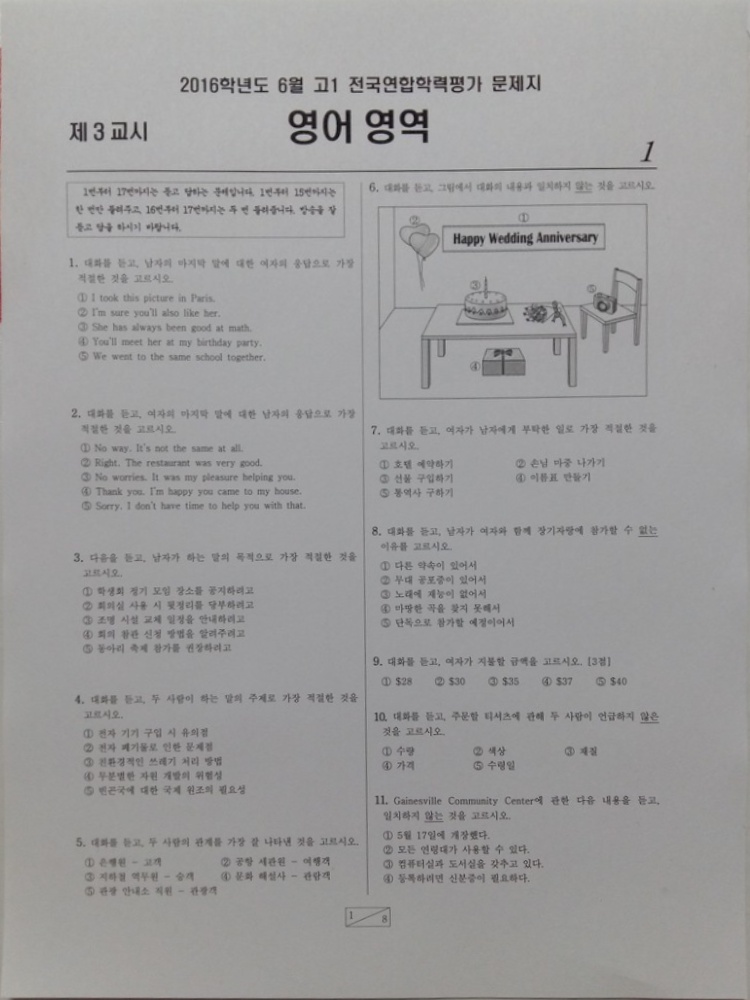 2016학년도 6월 고1 전국연합학력평가 문제지
제 3 교시
영어 영역
1
1번부터 17번까지는 듣고 답하는 문제입니다. 1번부터 15번까지는
한 번만 들려주고, 16번부터 17번까지는 두 번 들려줍니다. 방송을 잘
듣고 답을 하시기 바랍니다.
1. 대화를 듣고, 남자의 마지막 말에 대한 여자의 응답으로 가장
적절한 것을 고르시오.
① I took this picture in Paris.
② I'm sure you'll also like her.
③ She has always been good at math.
④ You'll meet her at my birthday party.
⑤ We went to the same school together.
2. 대화를 듣고, 여자의 마지막 말에 대한 남자의 응답으로 가장
적절한 것을 고르시오.
① No way. It's not the same at all.
② Right. The restaurant was very good.
③ No worries. It was my pleasure helping you.
④ Thank you. I'm happy you came to my house.
⑤ Sorry. I don't have time to help you with that.
3. 다음을 듣고, 남자가 하는 말의 목적으로 가장 적절한 것을
고르시오.
① 학생회 정기 모임 장소를 공지하려고
② 회의실 사용 시 뒷정리를 당부하려고
③ 조명 시설 교체 일정을 안내하려고
④ 회의 참관 신청 방법을 알려주려고
⑤ 동아리 축제 참가를 권장하려고
4. 대화를 듣고, 두 사람이 하는 말의 주제로 가장 적절한 것을
고르시오.
① 전자 기기 구입 시 유의점
② 전자 폐기물로 인한 문제점
③ 친환경적인 쓰레기 처리 방법
④ 무분별한 자원 개발의 위험성
⑤ 빈곤국에 대한 국제 원조의 필요성
5. 대화를 듣고, 두 사람의 관계를 가장 잘 나타낸 것을 고르시오.
① 은행원 - 고객 ② 공항 세관원 - 여행객
③ 지하철 역무원 - 승객 ④ 문화 해설사 - 관람객
⑤ 관광 안내소 직원 - 관광객
6. 대화를 듣고, 그림에서 대화의 내용과 일치하지 않는 것을 고르시오.
①
②
Happy Wedding Anniversary
③
⑤
④
7. 대화를 듣고, 여자가 남자에게 부탁한 일로 가장 적절한 것을
고르시오.
① 호텔 예약하기 ② 손님 마중 나가기
③ 선물 구입하기 ④ 이름표 만들기
⑤ 통역사 구하기
8. 대화를 듣고, 남자가 여자와 함께 장기자랑에 참가할 수 없는
이유를 고르시오.
① 다른 약속이 있어서
② 무대 공포증이 있어서
③ 노래에 재능이 없어서
④ 마땅한 곡을 찾지 못해서
⑤ 단독으로 참가할 예정이어서
9. 대화를 듣고, 여자가 지불할 금액을 고르시오. [3점]
① $28 ② $30 ③ $35 ④ $37 ⑤ $40
10. 대화를 듣고, 주문할 티셔츠에 관해 두 사람이 언급하지 않은
것을 고르시오.
① 수량 ② 색상 ③ 재질
④ 가격 ⑤ 수령일
11. Gainesville Community Center에 관한 다음 내용을 듣고,
일치하지 않는 것을 고르시오.
① 5월 17일에 개장했다.
② 모든 연령대가 사용할 수 있다.
③ 컴퓨터실과 도서실을 갖추고 있다.
④ 등록하려면 신분증이 필요하다.
1
8